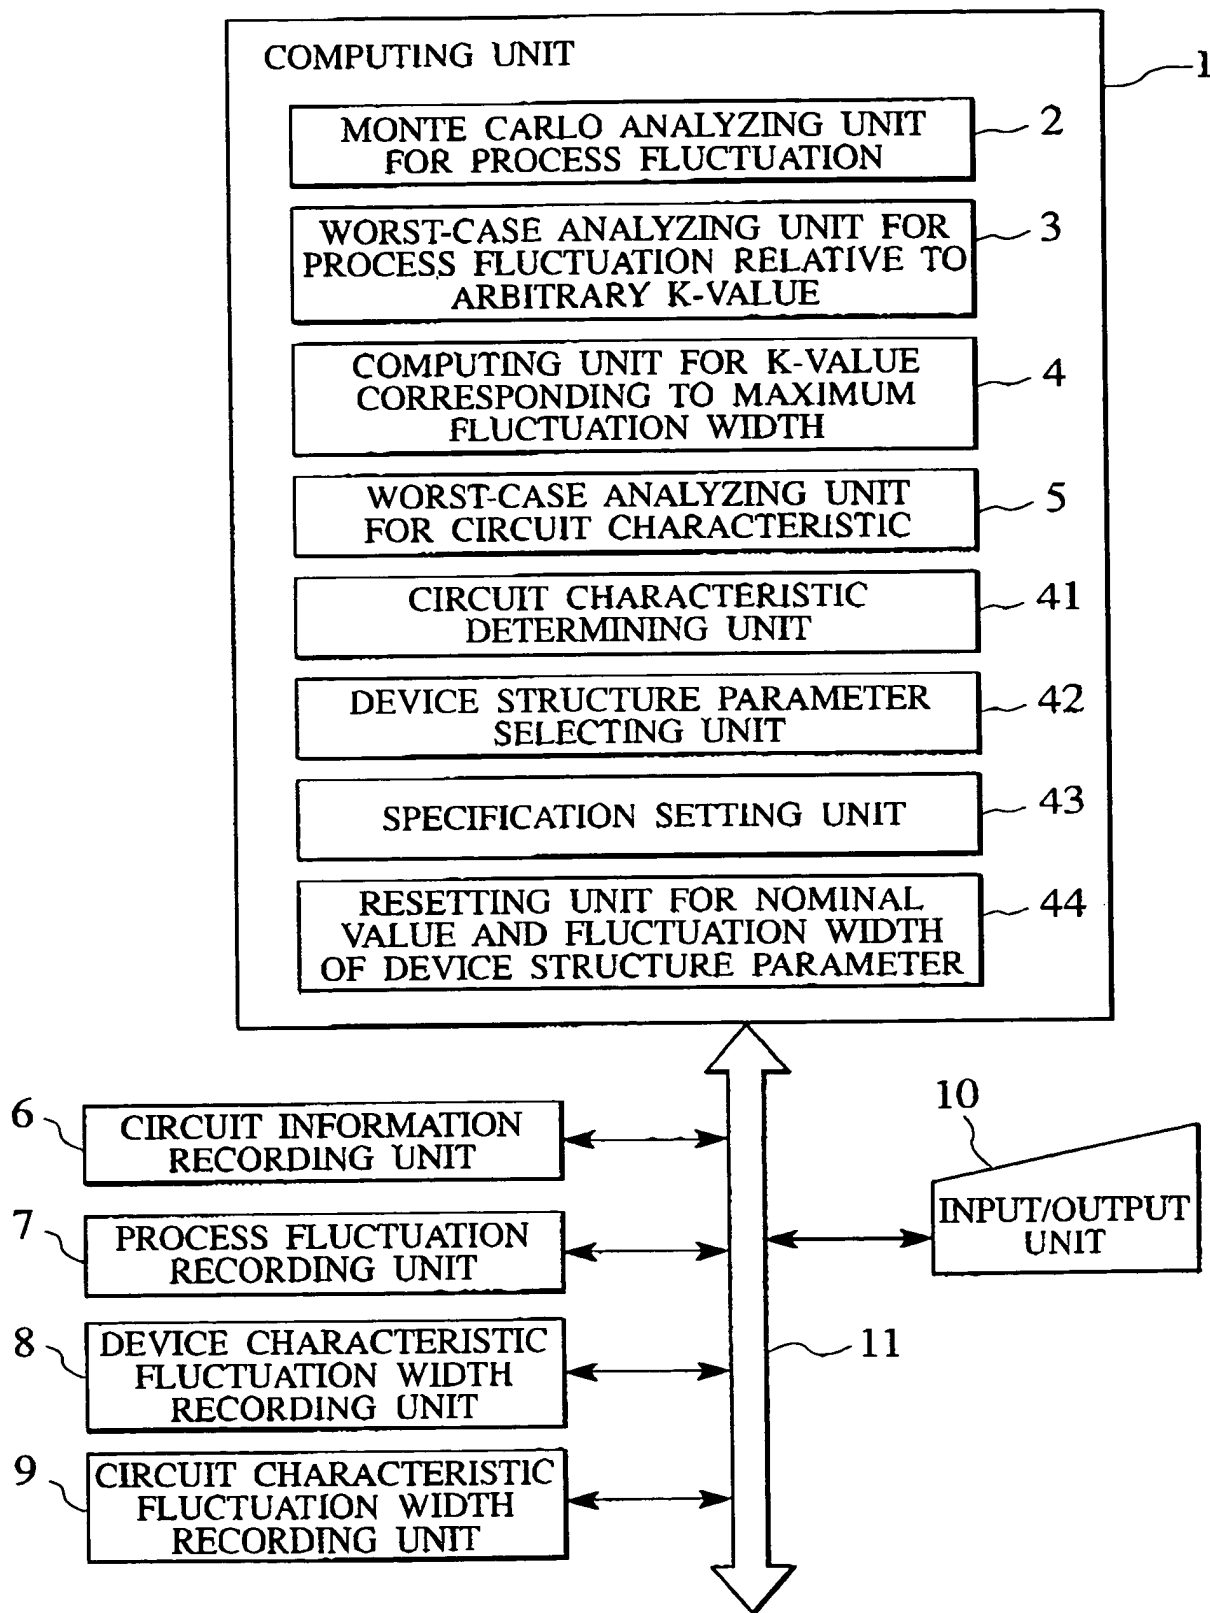 COMPUTING UNIT
1
MONTE CARLO ANALYZING UNIT
FOR PROCESS FLUCTUATION
2
WORST-CASE ANALYZING UNIT FOR
PROCESS FLUCTUATION RELATIVE TO
ARBITRARY K-VALUE
3
COMPUTING UNIT FOR K-VALUE
CORRESPONDING TO MAXIMUM
FLUCTUATION WIDTH
4
WORST-CASE ANALYZING UNIT
FOR CIRCUIT CHARACTERISTIC
5
CIRCUIT CHARACTERISTIC
DETERMINING UNIT
41
DEVICE STRUCTURE PARAMETER
SELECTING UNIT
42
SPECIFICATION SETTING UNIT
43
RESETTING UNIT FOR NOMINAL
VALUE AND FLUCTUATION WIDTH
OF DEVICE STRUCTURE PARAMETER
44
6
CIRCUIT INFORMATION
RECORDING UNIT
7
PROCESS FLUCTUATION
RECORDING UNIT
8
DEVICE CHARACTERISTIC
FLUCTUATION WIDTH
RECORDING UNIT
9
CIRCUIT CHARACTERISTIC
FLUCTUATION WIDTH
RECORDING UNIT
10
INPUT/OUTPUT
UNIT
11